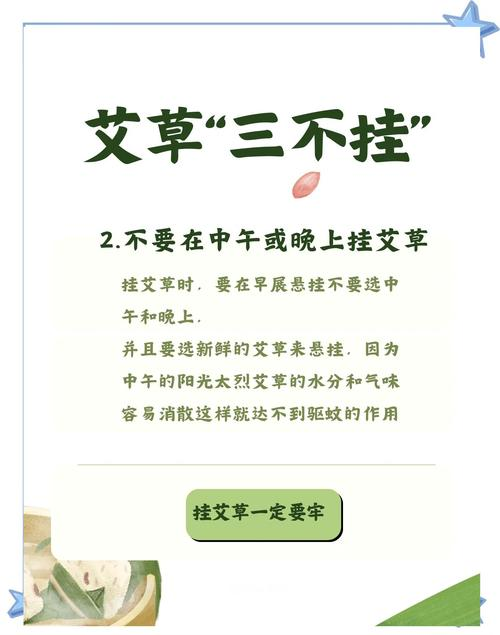 艾草“三不挂”
2.不要在中午或晚上挂艾草
挂艾草时，要在早展悬挂不要选中
午和晚上.
并且要选新鲜的艾草来悬挂，因为
中午的阳光太烈艾草的水分和气味
容易消散这样就达不到驱蚊的作用
挂艾草一定要牢